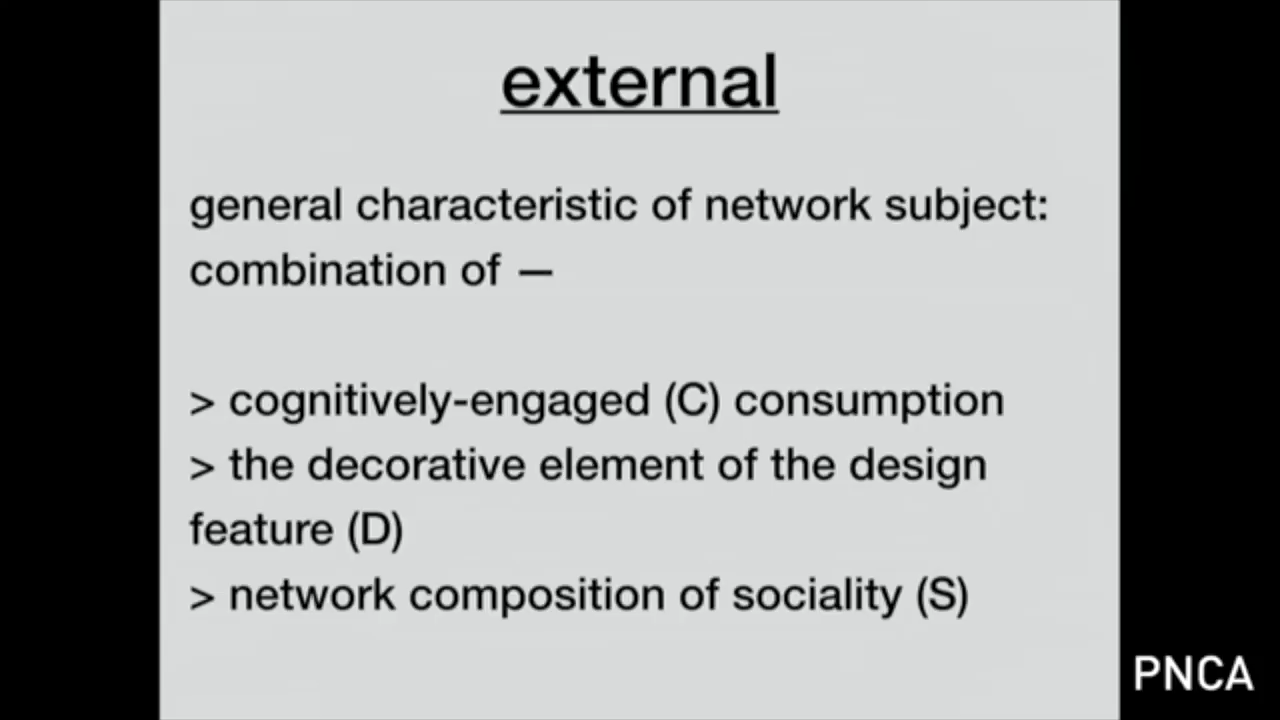 external
general characteristic of network subject:
combination of —
> cognitively-engaged (C) consumption
> the decorative element of the design
feature (D)
> network composition of sociality (S)
PNCA